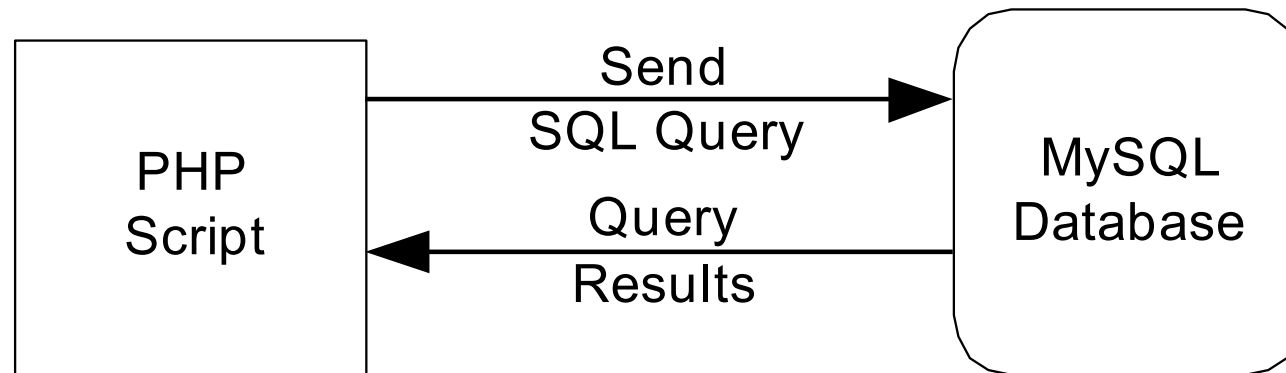 PHP
Script
Send
SQL Query
Query
Results
MySQL
Database